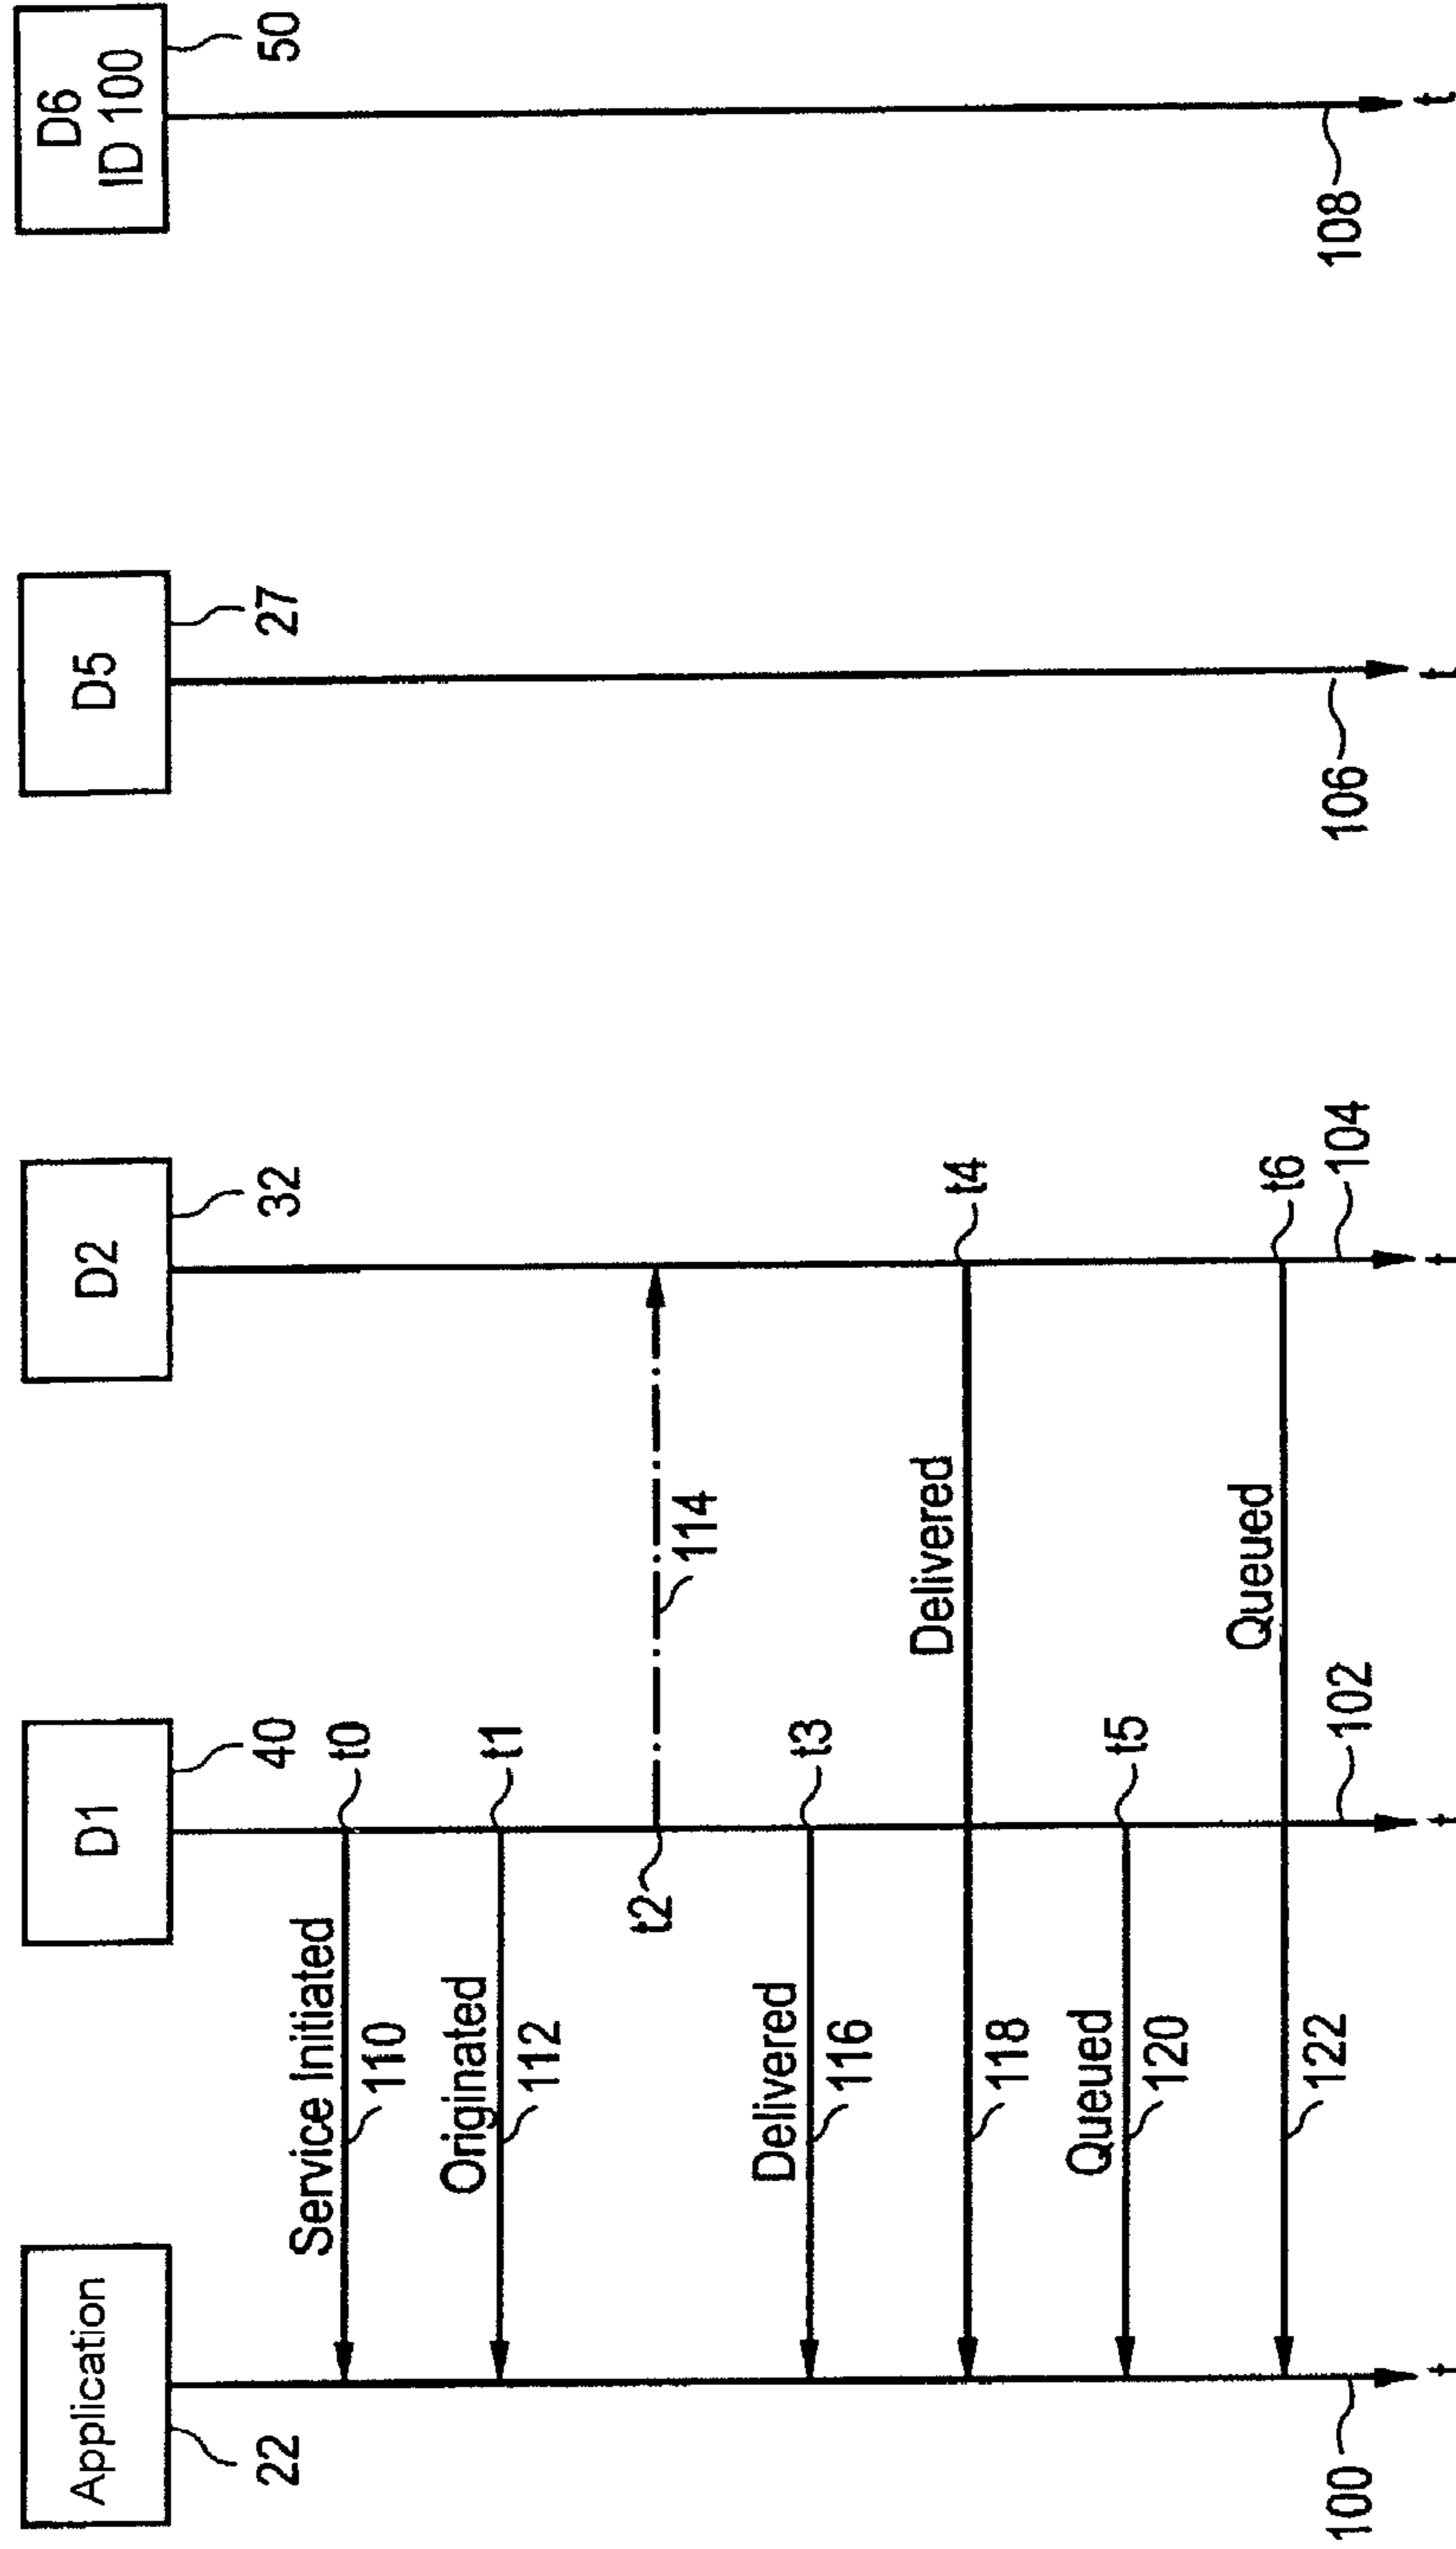 Application
22
D1
40
D2
32
D5
27
D6
ID 100
50
Service Initiated
110
t0
Originated
112
t1
t2
114
Delivered
116
t3
Delivered
118
t4
Queued
120
t5
Queued
122
t6
100
t
102
t
104
t
106
t
108
t